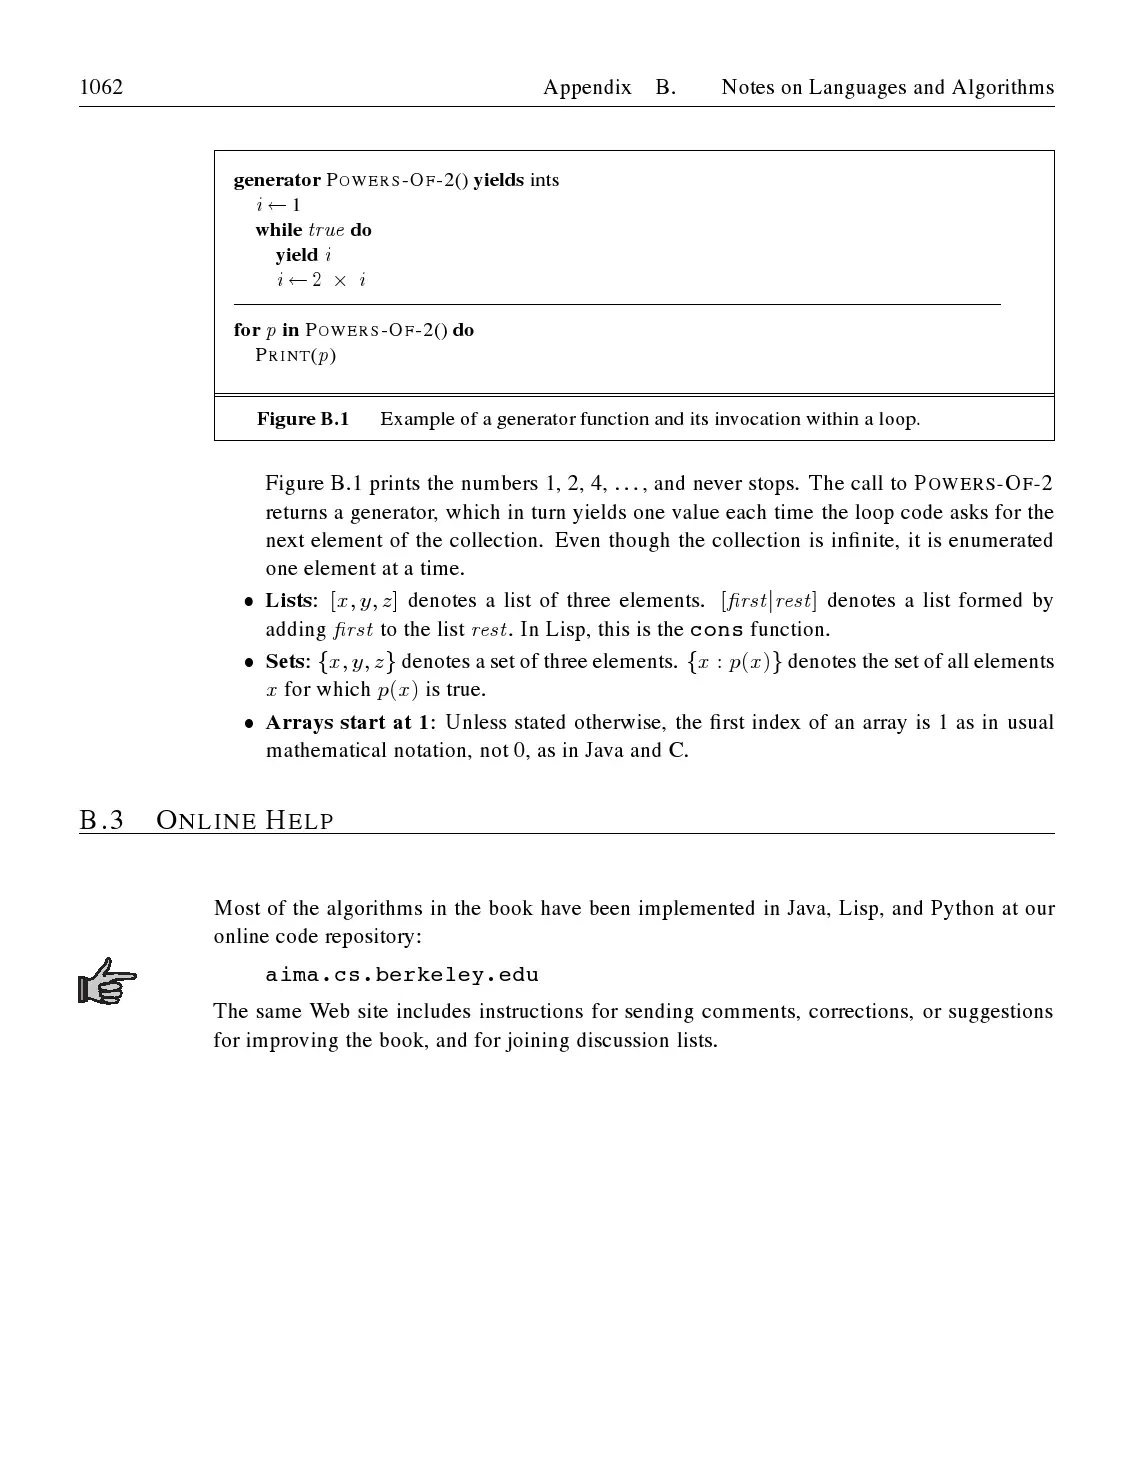 1062 Appendix B. Notes on Languages and Algorithms
generator POWERS-OF-2() yields ints
i ← 1
while true do
yield i
i ← 2 × i
for p in POWERS-OF-2() do
PRINT(p)
Figure B.1 Example of a generator function and its invocation within a loop.
Figure B.1 prints the numbers 1, 2, 4, ..., and never stops. The call to POWERS-OF-2
returns a generator, which in turn yields one value each time the loop code asks for the
next element of the collection. Even though the collection is infinite, it is enumerated
one element at a time.
• Lists: [x, y, z] denotes a list of three elements. [first|rest] denotes a list formed by
adding first to the list rest. In Lisp, this is the cons function.
• Sets: {x, y, z} denotes a set of three elements. {x : p(x)} denotes the set of all elements
x for which p(x) is true.
• Arrays start at 1: Unless stated otherwise, the first index of an array is 1 as in usual
mathematical notation, not 0, as in Java and C.
B.3 ONLINE HELP
Most of the algorithms in the book have been implemented in Java, Lisp, and Python at our
online code repository:
aima.cs.berkeley.edu
The same Web site includes instructions for sending comments, corrections, or suggestions
for improving the book, and for joining discussion lists.